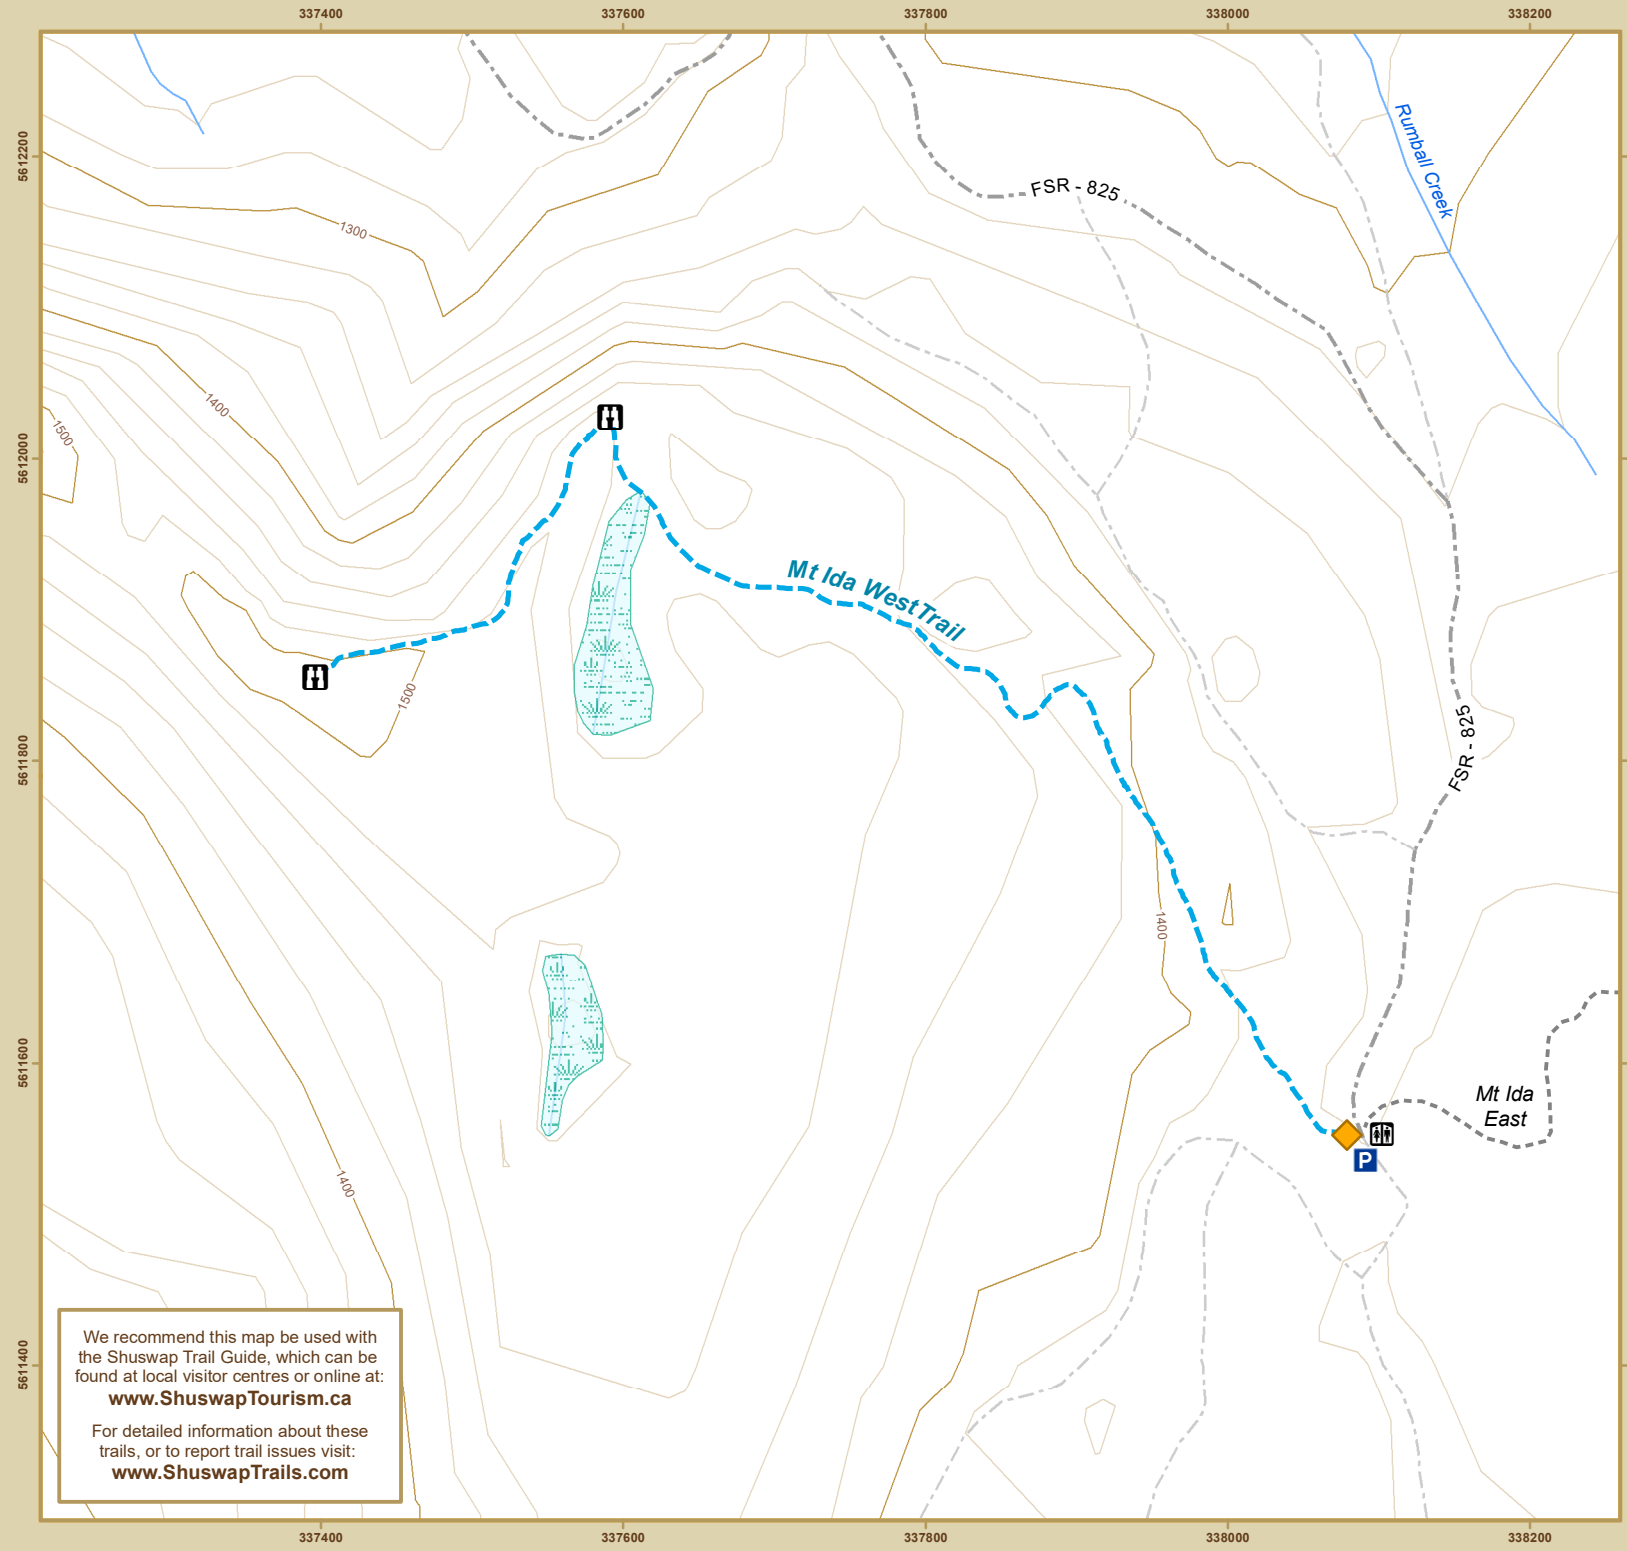 337400
337600
337800
338000
338200
5612200
5612000
5611800
5611600
5611400
Rumball Creek
FSR - 825
1300
1400
1500
Mt Ida West Trail
1500
FSR - 825
1400
Mt Ida
East
P
1400
We recommend this map be used with
the Shuswap Trail Guide, which can be
found at local visitor centres or online at:
www.ShuswapTourism.ca
For detailed information about these
trails, or to report trail issues visit:
www.ShuswapTrails.com
337400
337600
337800
338000
338200